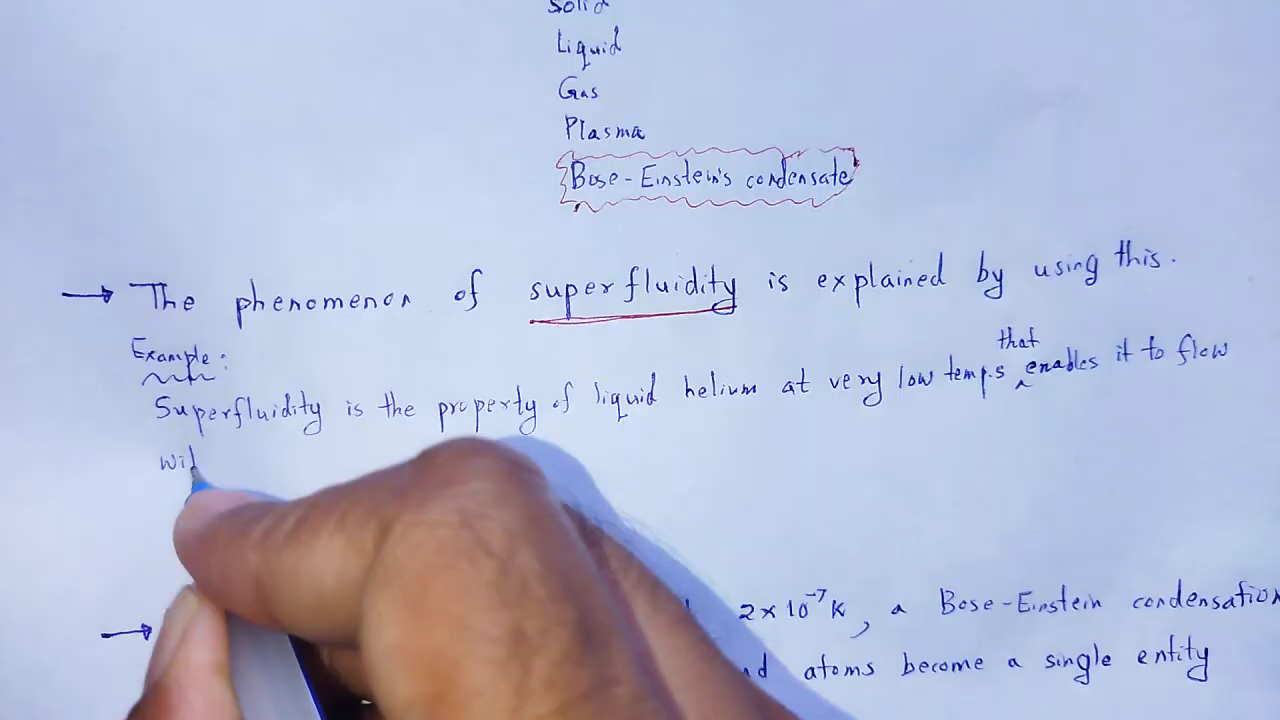 Solid
Liquid
Gas
Plasma
Bose-Einstein's condensate
→ The phenomenon of superfluidity is explained by using this.
Example:
that
Superfluidity is the property of liquid helium at very low temp.s ^ enables it to flow
wit
→ 2×10⁻⁷K, a Bose-Einstein condensation
atoms become a single entity